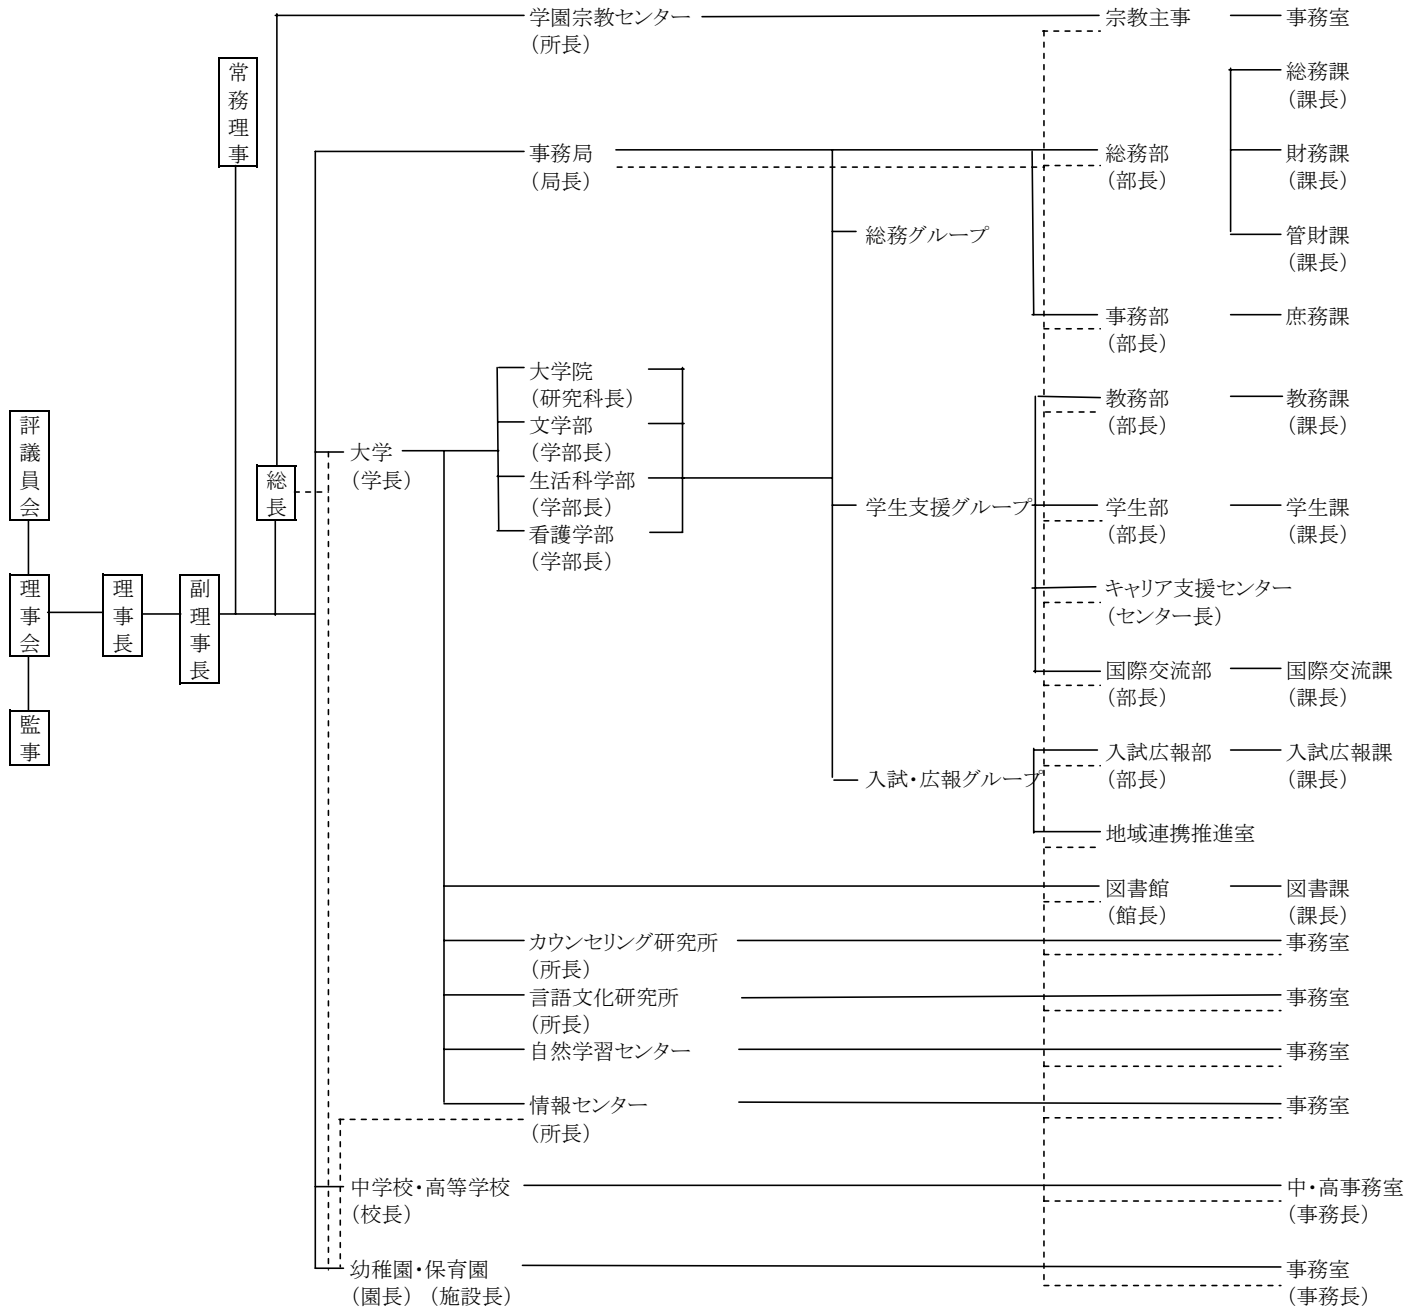 学園宗教センター
(所長)
宗教主事
事務室
常務理事
総務課
(課長)
事務局
(局長)
総務部
(部長)
財務課
(課長)
総務グループ
管財課
(課長)
事務部
(部長)
庶務課
大学院
(研究科長)
文学部
(学部長)
生活科学部
(学部長)
看護学部
(学部長)
教務部
(部長)
教務課
(課長)
評議員会
総長
大学
(学長)
学生支援グループ
学生部
(部長)
学生課
(課長)
キャリア支援センター
(センター長)
理事会
理事長
副理事長
国際交流部
(部長)
国際交流課
(課長)
監事
入試・広報グループ
入試広報部
(部長)
入試広報課
(課長)
地域連携推進室
図書館
(館長)
図書課
(課長)
カウンセリング研究所
(所長)
事務室
言語文化研究所
(所長)
事務室
自然学習センター
事務室
情報センター
(所長)
事務室
中学校・高等学校
(校長)
中・高事務室
(事務長)
幼稚園・保育園
(園長) (施設長)
事務室
(事務長)